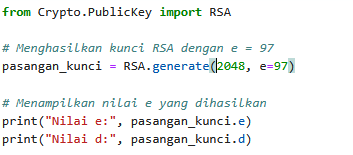 from Crypto.PublicKey import RSA
# Menghasilkan kunci RSA dengan e = 97
pasangan_kunci = RSA.generate(2048, e=97)
# Menampilkan nilai e yang dihasilkan
print("Nilai e:", pasangan_kunci.e)
print("Nilai d:", pasangan_kunci.d)